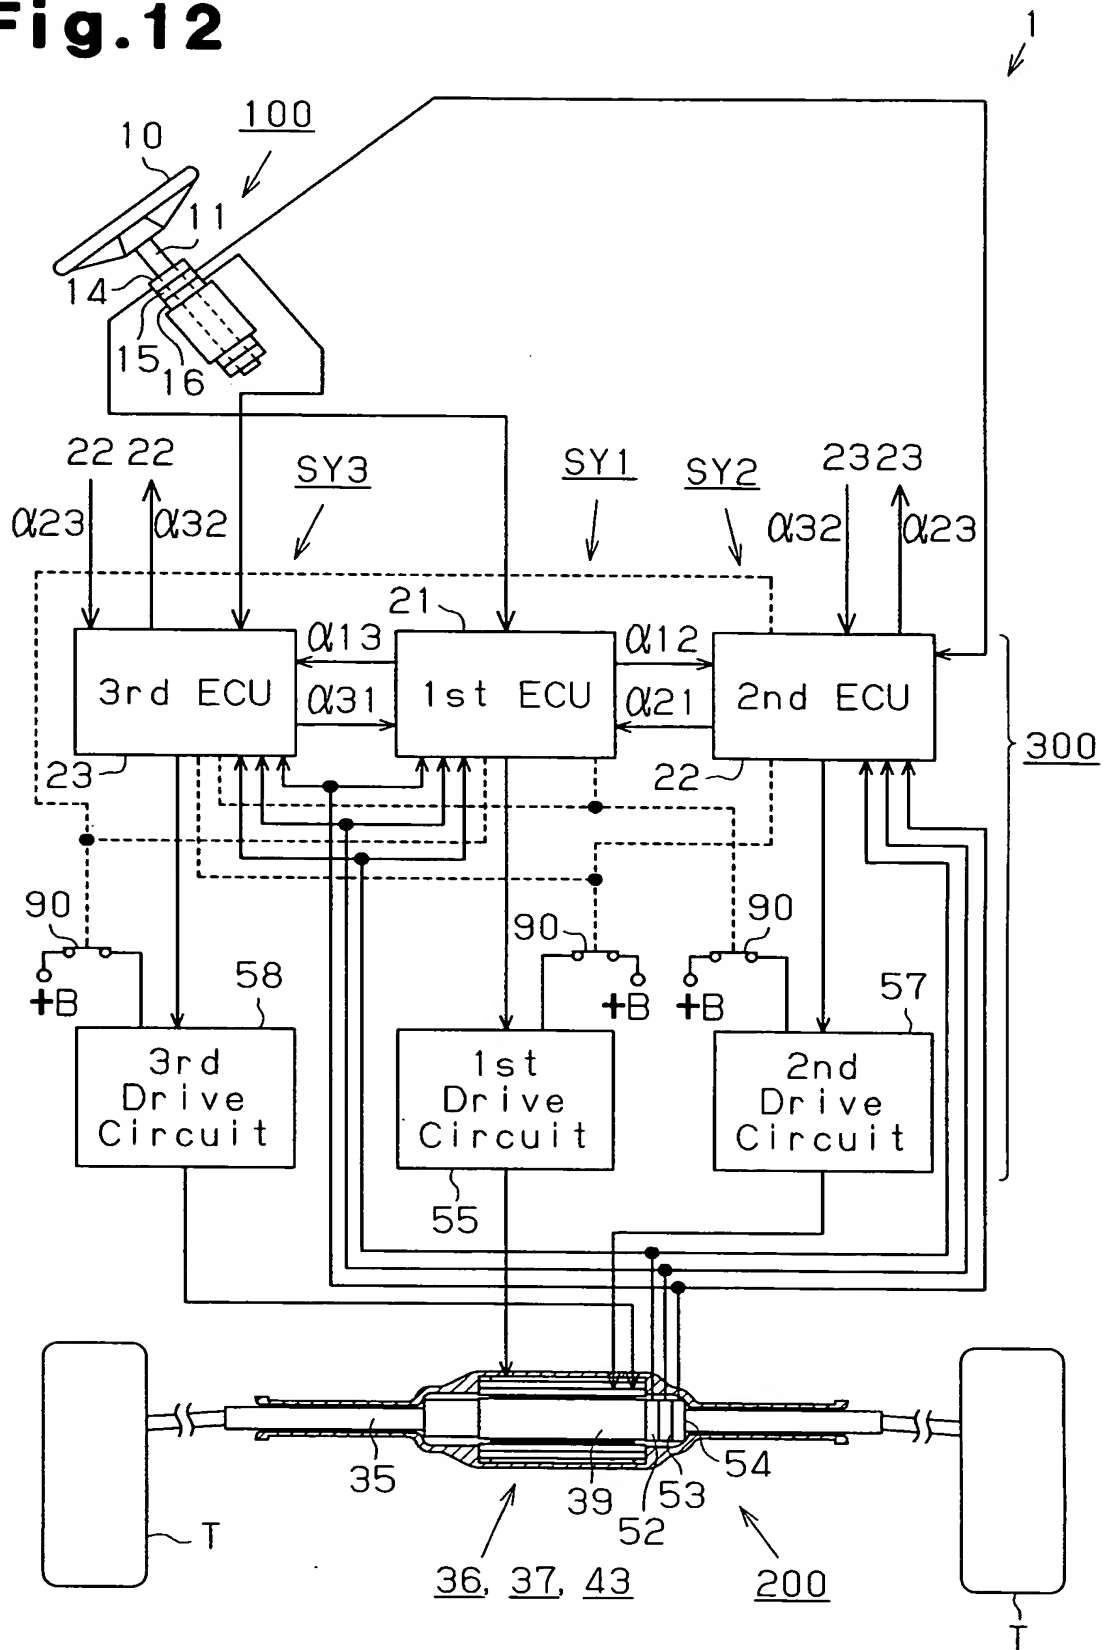 Fig.12
1
10
100
11
14
15
16
22 22
SY3
SY1
SY2
23 23
α23
α32
α32
α23
21
α13
α12
3rd ECU
1st ECU
2nd ECU
α31
α21
300
23
22
90
90
90
+B
58
+B
+B
57
3rd
Drive
Circuit
1st
Drive
Circuit
2nd
Drive
Circuit
55
35
39
52
53
54
T
36, 37, 43
200
T